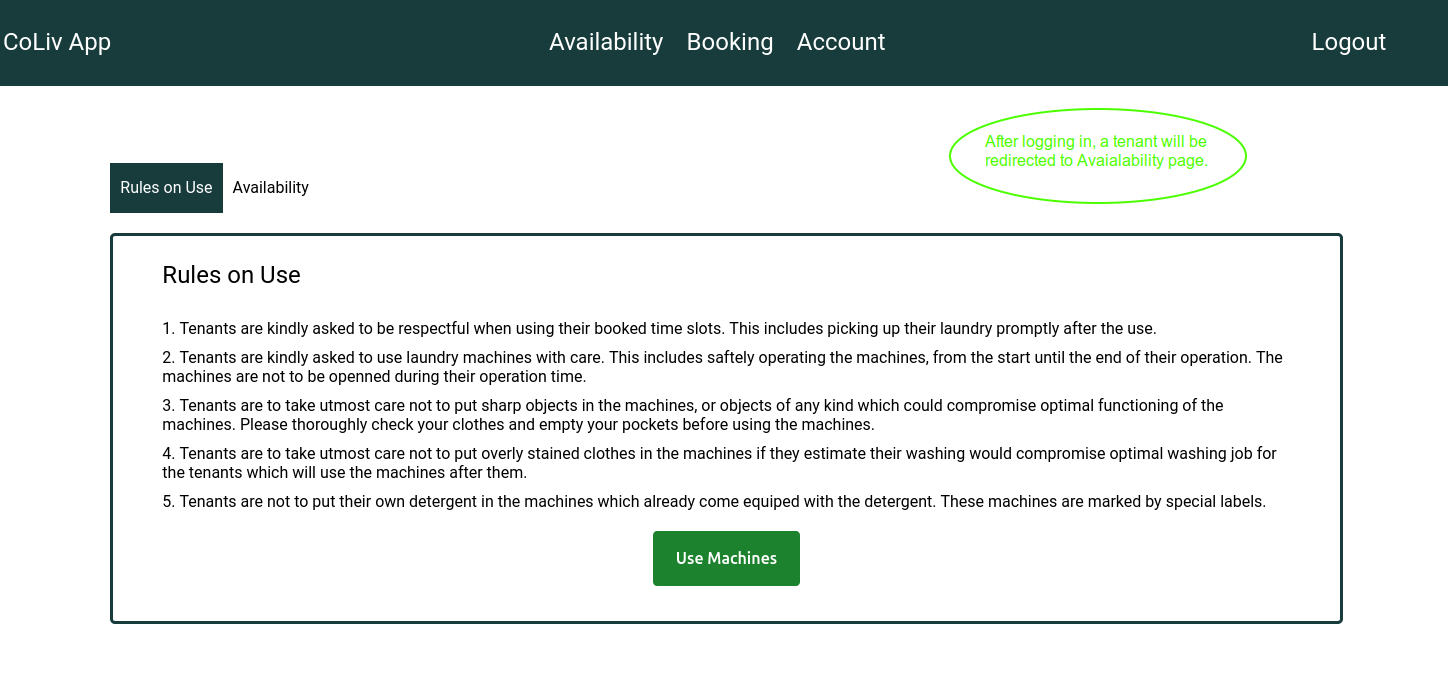 CoLiv App
Availability
Booking
Account
Logout
After logging in, a tenant will be
redirected to Avaialability page.
Rules on Use
Availability
Rules on Use
1. Tenants are kindly asked to be respectful when using their booked time slots. This includes picking up their laundry promptly after the use.
2. Tenants are kindly asked to use laundry machines with care. This includes saftely operating the machines, from the start until the end of their operation. The
machines are not to be openned during their operation time.
3. Tenants are to take utmost care not to put sharp objects in the machines, or objects of any kind which could compromise optimal functioning of the
machines. Please thoroughly check your clothes and empty your pockets before using the machines.
4. Tenants are to take utmost care not to put overly stained clothes in the machines if they estimate their washing would compromise optimal washing job for
the tenants which will use the machines after them.
5. Tenants are not to put their own detergent in the machines which already come equiped with the detergent. These machines are marked by special labels.
Use Machines